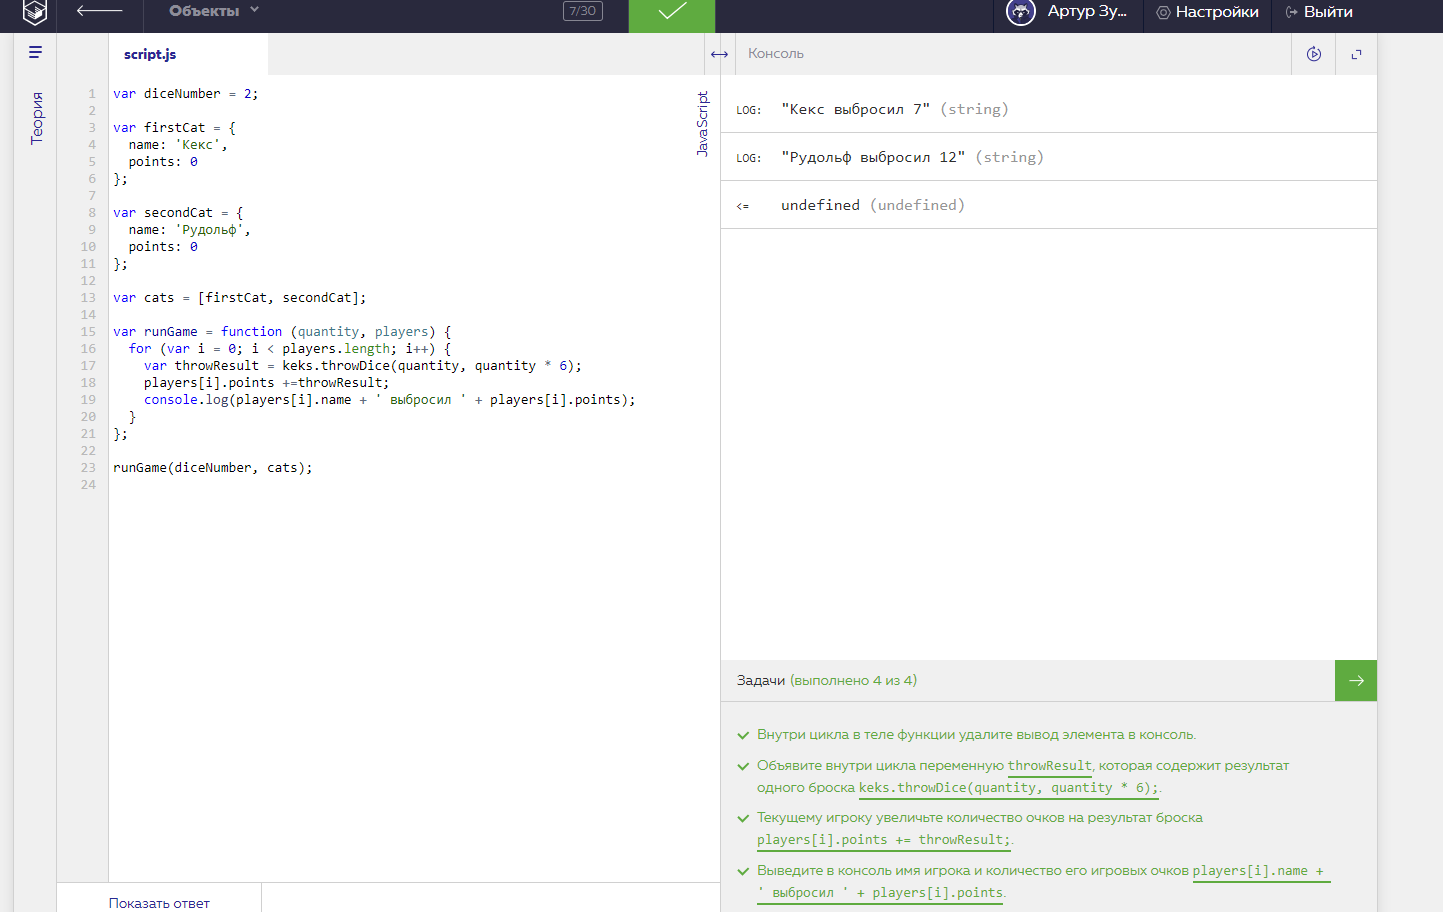 Объекты
7/30
Артур Зу...
Настройки
Выйти
Теория
script.js
JavaScript
1 var diceNumber = 2;
2
3 var firstCat = {
4 name: 'Кекс',
5 points: 0
6 };
7
8 var secondCat = {
9 name: 'Рудольф',
10 points: 0
11 };
12
13 var cats = [firstCat, secondCat];
14
15 var runGame = function (quantity, players) {
16 for (var i = 0; i < players.length; i++) {
17 var throwResult = keks.throwDice(quantity, quantity * 6);
18 players[i].points +=throwResult;
19 console.log(players[i].name + ' выбросил ' + players[i].points);
20 }
21 };
22
23 runGame(diceNumber, cats);
24
Показать ответ
Консоль
LOG: "Кекс выбросил 7" (string)
LOG: "Рудольф выбросил 12" (string)
<= undefined (undefined)
Задачи (выполнено 4 из 4)
Внутри цикла в теле функции удалите вывод элемента в консоль.
Объявите внутри цикла переменную throwResult, которая содержит результат
одного броска keks.throwDice(quantity, quantity * 6);.
Текущему игроку увеличьте количество очков на результат броска
players[i].points += throwResult;.
Выведите в консоль имя игрока и количество его игровых очков players[i].name +
' выбросил ' + players[i].points.